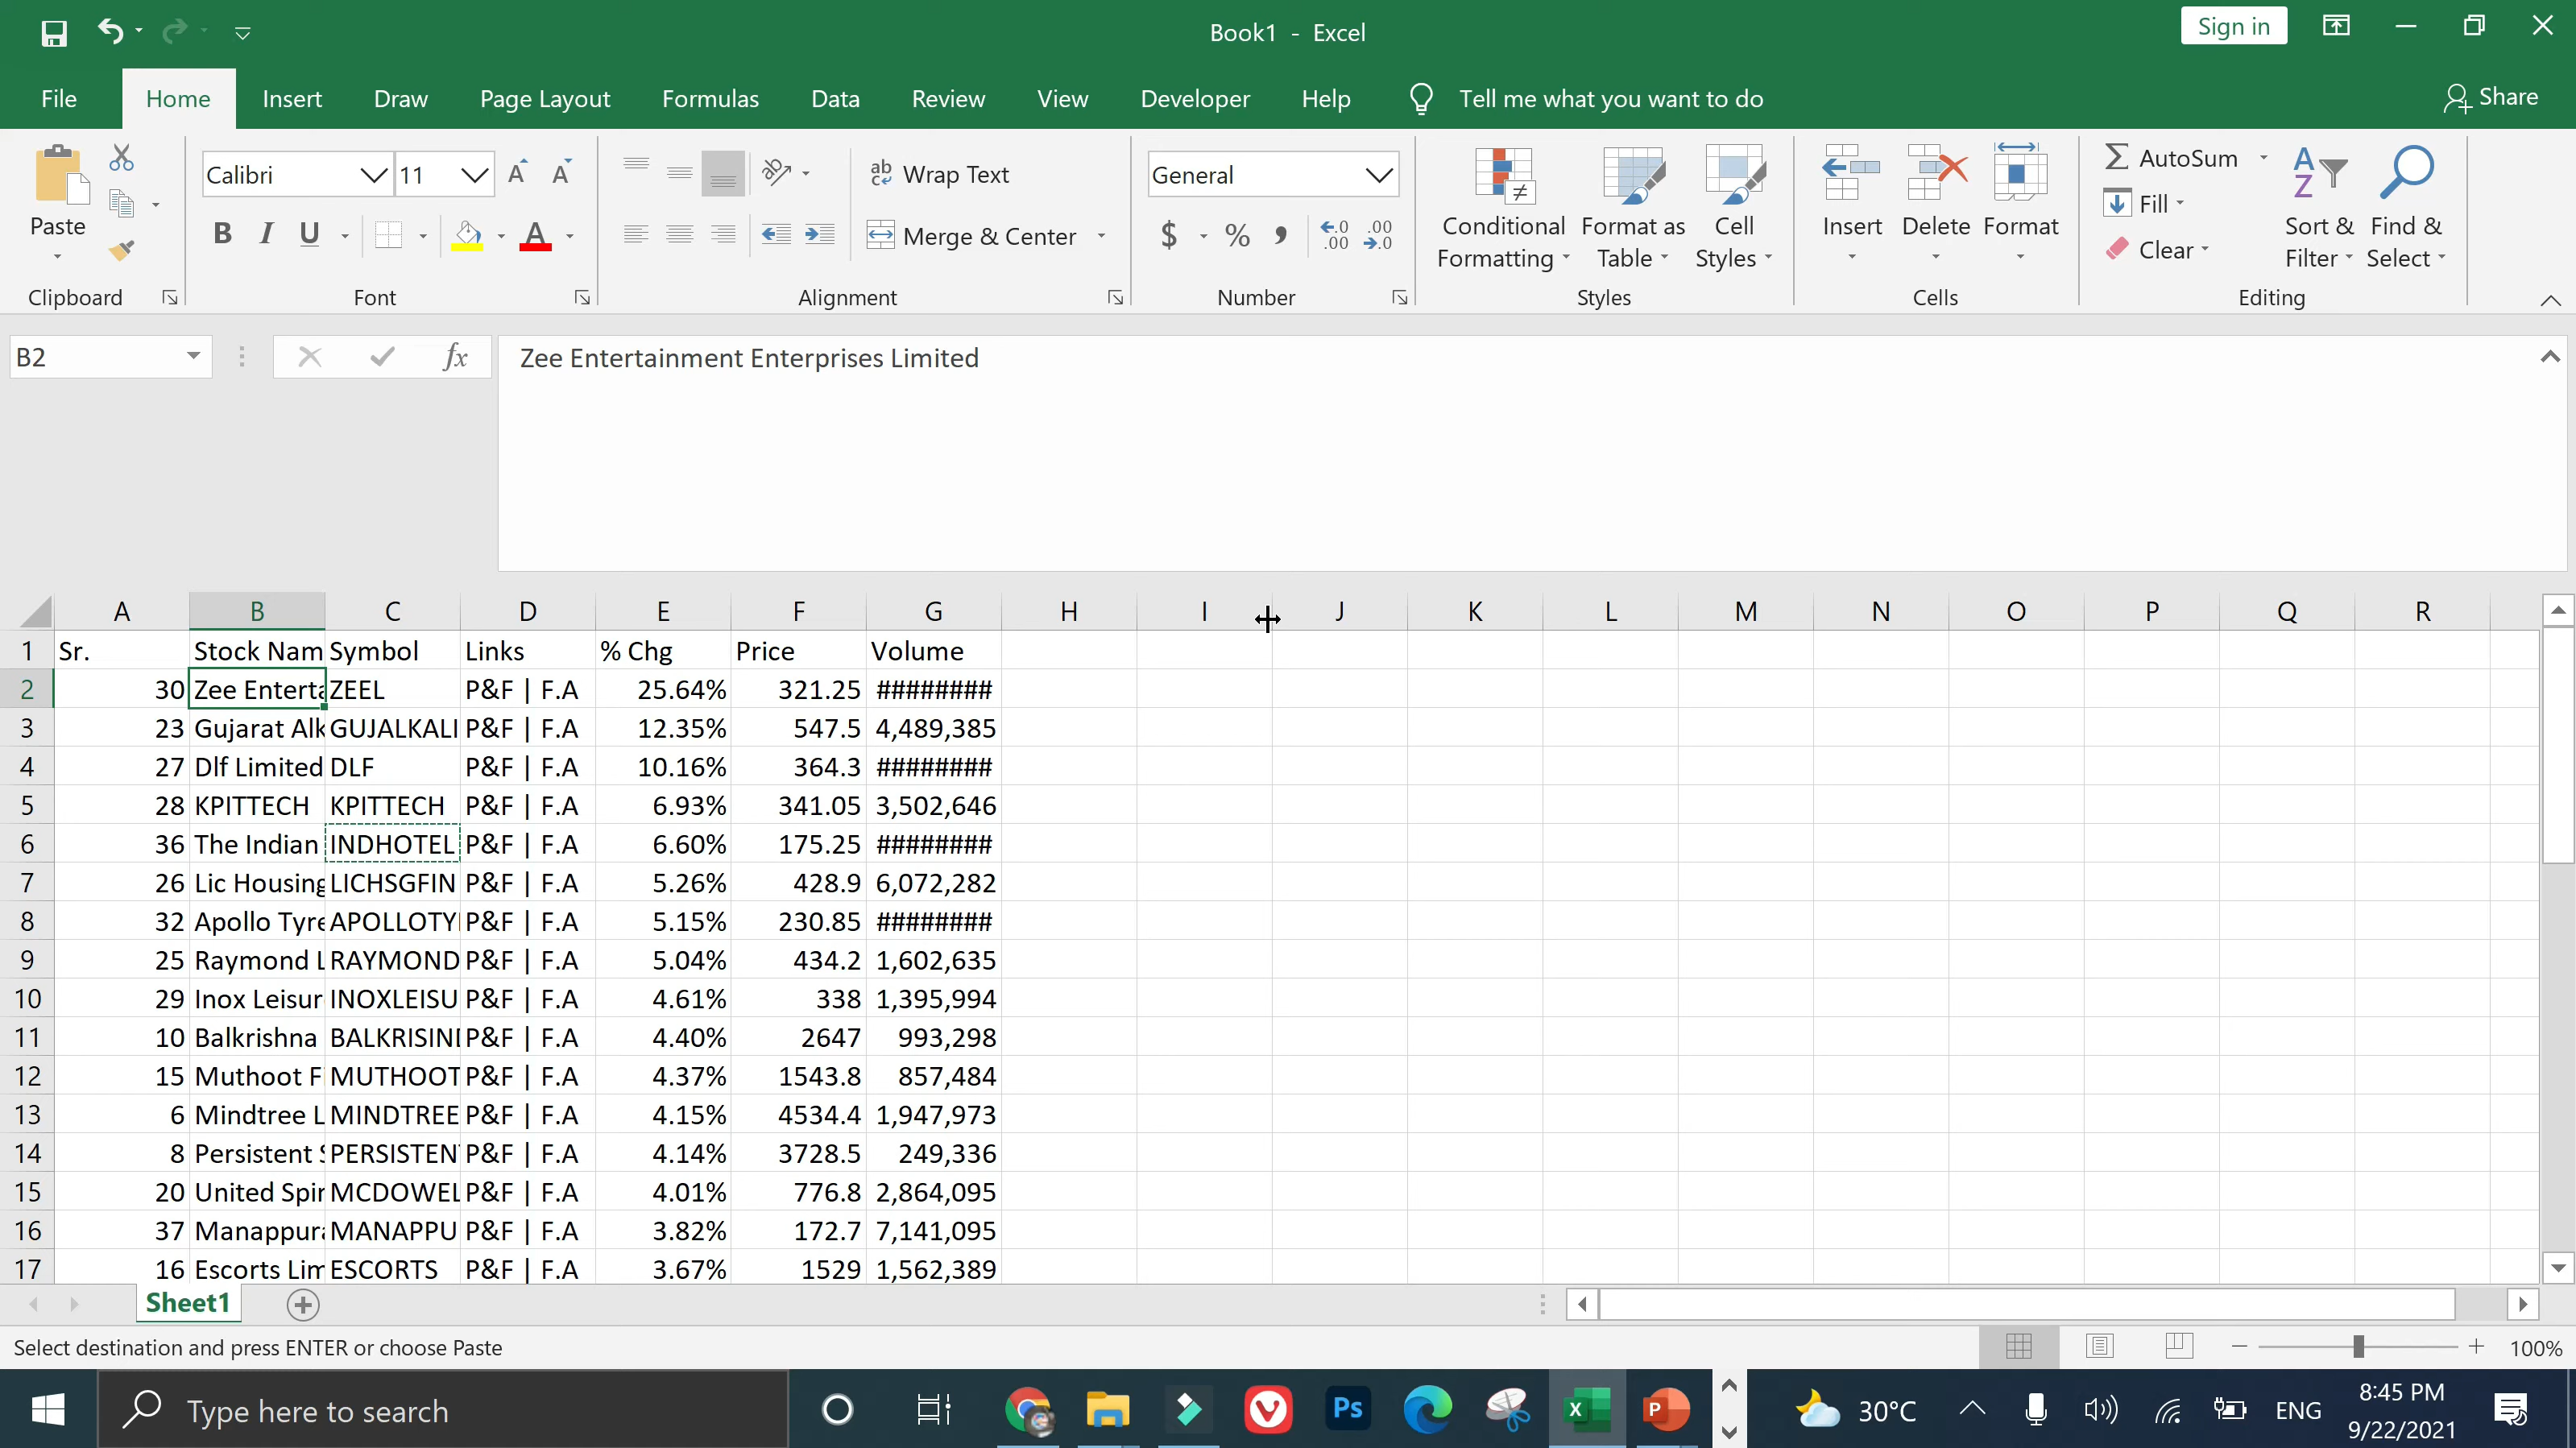 Book1 - Excel
Sign in
File Home Insert Draw Page Layout Formulas Data Review View Developer Help Tell me what you want to do Share
Paste
Clipboard
Calibri 11
B I U A
Font
Wrap Text
Merge & Center
Alignment
General
$ % ,
Number
Conditional Formatting
Format as Table
Cell Styles
Styles
Insert Delete Format
Cells
AutoSum
Fill
Clear
Sort & Filter
Find & Select
Editing
B2 fx Zee Entertainment Enterprises Limited
A B C D E F G H I J K L M N O P Q R
1 Sr. Stock Nam Symbol Links % Chg Price Volume
2 30 Zee Enterta ZEEL P&F | F.A 25.64% 321.25 ########
3 23 Gujarat Alk GUJALKALI P&F | F.A 12.35% 547.5 4,489,385
4 27 Dlf Limited DLF P&F | F.A 10.16% 364.3 ########
5 28 KPITTECH KPITTECH P&F | F.A 6.93% 341.05 3,502,646
6 36 The Indian INDHOTEL P&F | F.A 6.60% 175.25 ########
7 26 Lic Housing LICHSGFIN P&F | F.A 5.26% 428.9 6,072,282
8 32 Apollo Tyre APOLLOTY P&F | F.A 5.15% 230.85 ########
9 25 Raymond L RAYMOND P&F | F.A 5.04% 434.2 1,602,635
10 29 Inox Leisur INOXLEISU P&F | F.A 4.61% 338 1,395,994
11 10 Balkrishna BALKRISIN P&F | F.A 4.40% 2647 993,298
12 15 Muthoot Fi MUTHOOT P&F | F.A 4.37% 1543.8 857,484
13 6 Mindtree L MINDTREE P&F | F.A 4.15% 4534.4 1,947,973
14 8 Persistent S PERSISTEN P&F | F.A 4.14% 3728.5 249,336
15 20 United Spir MCDOWEL P&F | F.A 4.01% 776.8 2,864,095
16 37 Manappura MANAPPU P&F | F.A 3.82% 172.7 7,141,095
17 16 Escorts Lim ESCORTS P&F | F.A 3.67% 1529 1,562,389
Sheet1
Select destination and press ENTER or choose Paste
100%
Type here to search
Ps
30°C
ENG
8:45 PM
9/22/2021